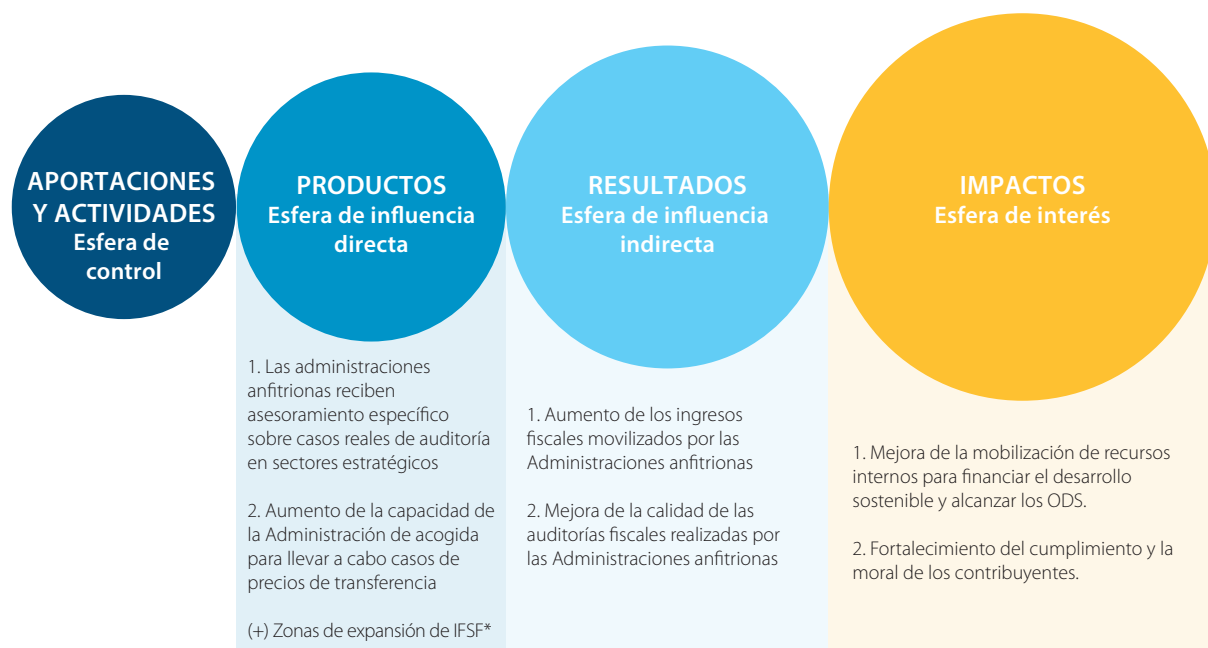 APORTACIONES
Y ACTIVIDADES
Esfera de
control
PRODUCTOS
Esfera de influencia
directa
RESULTADOS
Esfera de influencia
indirecta
IMPACTOS
Esfera de interés
1. Las administraciones
anfitrionas reciben
asesoramiento específico
sobre casos reales de auditoría
en sectores estratégicos
2. Aumento de la capacidad de
la Administración de acogida
para llevar a cabo casos de
precios de transferencia
(+) Zonas de expansión de IFSF*
1. Aumento de los ingresos
fiscales movilizados por las
Administraciones anfitrionas
2. Mejora de la calidad de las
auditorías fiscales realizadas por
las Administraciones anfitrionas
1. Mejora de la mobilización de recursos
internos para financiar el desarrollo
sostenible y alcanzar los ODS.
2. Fortalecimiento del cumplimiento y la
moral de los contribuyentes.